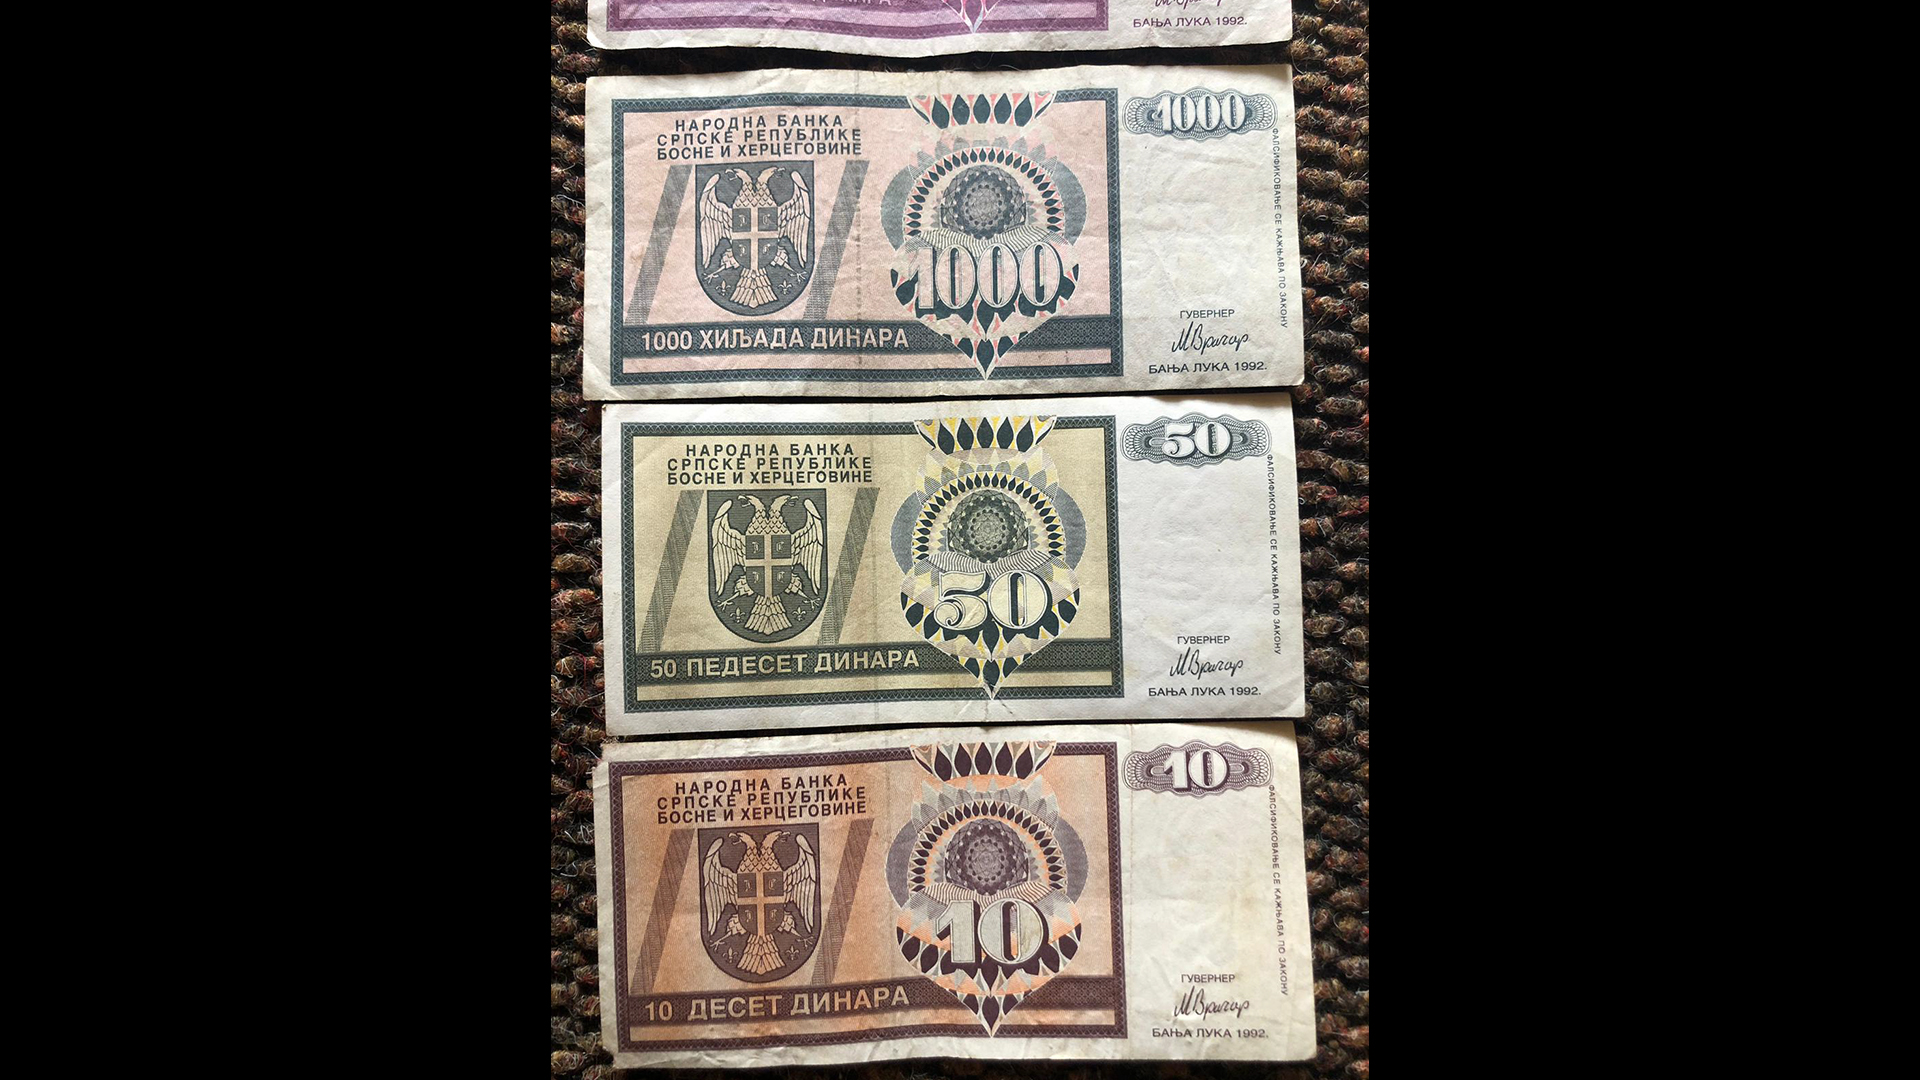 БАЊА ЛУКА 1992.
НАРОДНА БАНКА
СРПСКЕ РЕПУБЛИКЕ
БОСНЕ И ХЕРЦЕГОВИНЕ
1000
1000
1000 ХИЉАДА ДИНАРА
ФАЛСИФИКОВАЊЕ СЕ КАЖЊАВА ПО ЗАКОНУ
ГУВЕРНЕР
БАЊА ЛУКА 1992.
НАРОДНА БАНКА
СРПСКЕ РЕПУБЛИКЕ
БОСНЕ И ХЕРЦЕГОВИНЕ
50
50
50 ПЕДЕСЕТ ДИНАРА
ФАЛСИФИКОВАЊЕ СЕ КАЖЊАВА ПО ЗАКОНУ
ГУВЕРНЕР
БАЊА ЛУКА 1992.
НАРОДНА БАНКА
СРПСКЕ РЕПУБЛИКЕ
БОСНЕ И ХЕРЦЕГОВИНЕ
10
10
10 ДЕСЕТ ДИНАРА
ФАЛСИФИКОВАЊЕ СЕ КАЖЊАВА ПО ЗАКОНУ
ГУВЕРНЕР
БАЊА ЛУКА 1992.